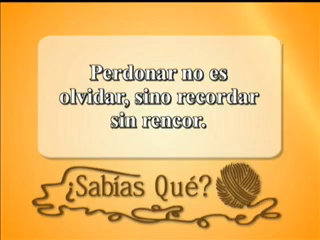 Perdonar no es
olvidar, sino recordar
sin rencor.
¿Sabías Qué?